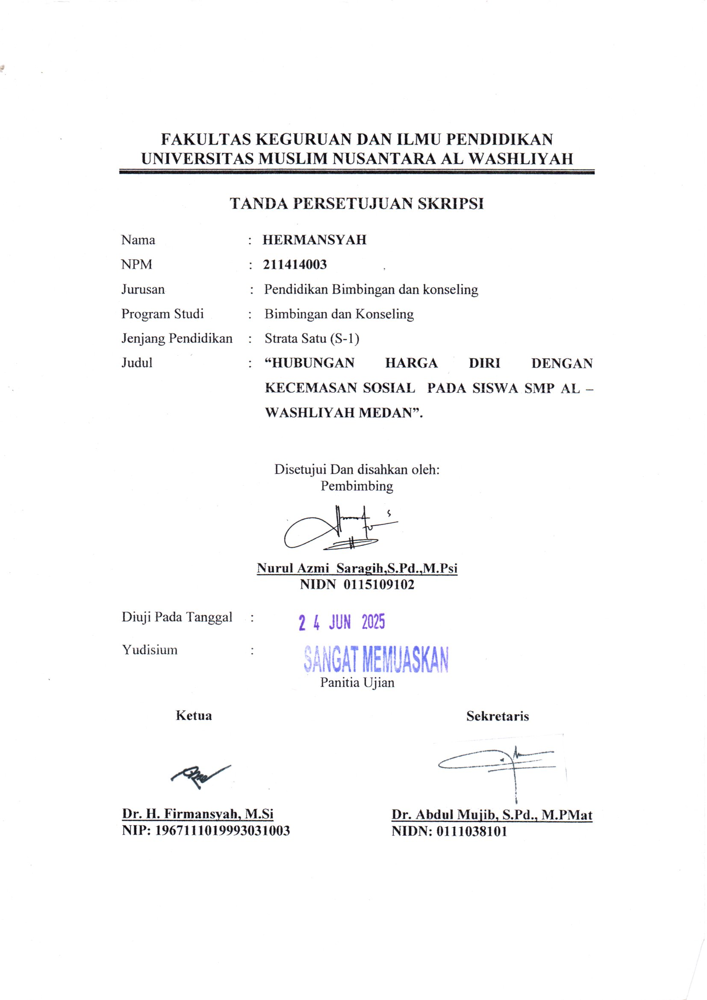 FAKULTAS KEGURUAN DAN ILMU PENDIDIKAN
UNIVERSITAS MUSLIM NUSANTARA AL WASHLIYAH
TANDA PERSETUJUAN SKRIPSI
Nama : HERMANSYAH
NPM : 211414003
Jurusan : Pendidikan Bimbingan dan konseling
Program Studi : Bimbingan dan Konseling
Jenjang Pendidikan : Strata Satu (S-1)
Judul : “HUBUNGAN HARGA DIRI DENGAN
KECEMASAN SOSIAL PADA SISWA SMP AL –
WASHLIYAH MEDAN”.
Disetujui Dan disahkan oleh:
Pembimbing
Nurul Azmi Saragih,S.Pd.,M.Psi
NIDN 0115109102
Diuji Pada Tanggal : 24 JUN 2025
Yudisium : SANGAT MEMUASKAN
Panitia Ujian
Ketua Sekretaris
Dr. H. Firmansyah, M.Si Dr. Abdul Mujib, S.Pd., M.PMat
NIP: 1967111019993031003 NIDN: 0111038101